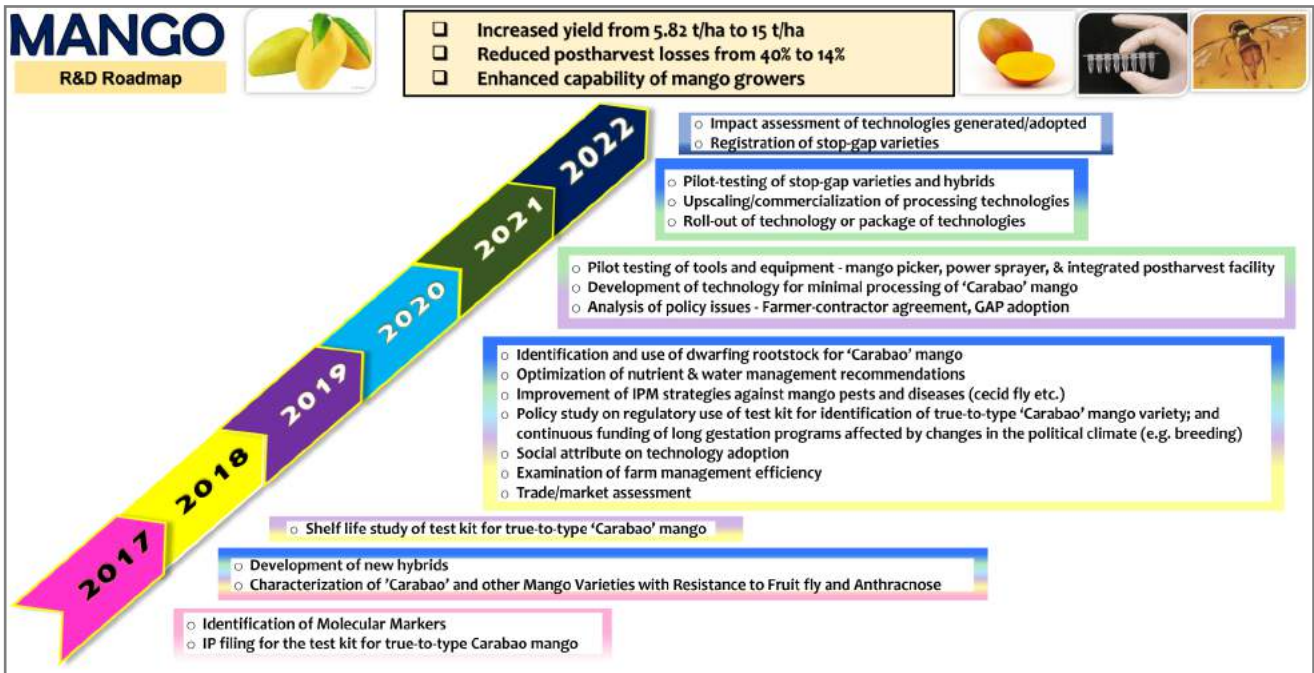 MANGO
R&D Roadmap
❑ Increased yield from 5.82 t/ha to 15 t/ha
❑ Reduced postharvest losses from 40% to 14%
❑ Enhanced capability of mango growers
2022
○ Impact assessment of technologies generated/adopted
○ Registration of stop-gap varieties
2021
○ Pilot-testing of stop-gap varieties and hybrids
○ Upscaling/commercialization of processing technologies
○ Roll-out of technology or package of technologies
2020
○ Pilot testing of tools and equipment - mango picker, power sprayer, & integrated postharvest facility
○ Development of technology for minimal processing of ‘Carabao’ mango
○ Analysis of policy issues - Farmer-contractor agreement, GAP adoption
2019
○ Identification and use of dwarfing rootstock for ‘Carabao’ mango
○ Optimization of nutrient & water management recommendations
○ Improvement of IPM strategies against mango pests and diseases (cecid fly etc.)
○ Policy study on regulatory use of test kit for identification of true-to-type ‘Carabao’ mango variety; and
continuous funding of long gestation programs affected by changes in the political climate (e.g. breeding)
○ Social attribute on technology adoption
○ Examination of farm management efficiency
○ Trade/market assessment
2018
○ Shelf life study of test kit for true-to-type ‘Carabao’ mango
2017
○ Development of new hybrids
○ Characterization of ’Carabao’ and other Mango Varieties with Resistance to Fruit fly and Anthracnose
○ Identification of Molecular Markers
○ IP filing for the test kit for true-to-type Carabao mango